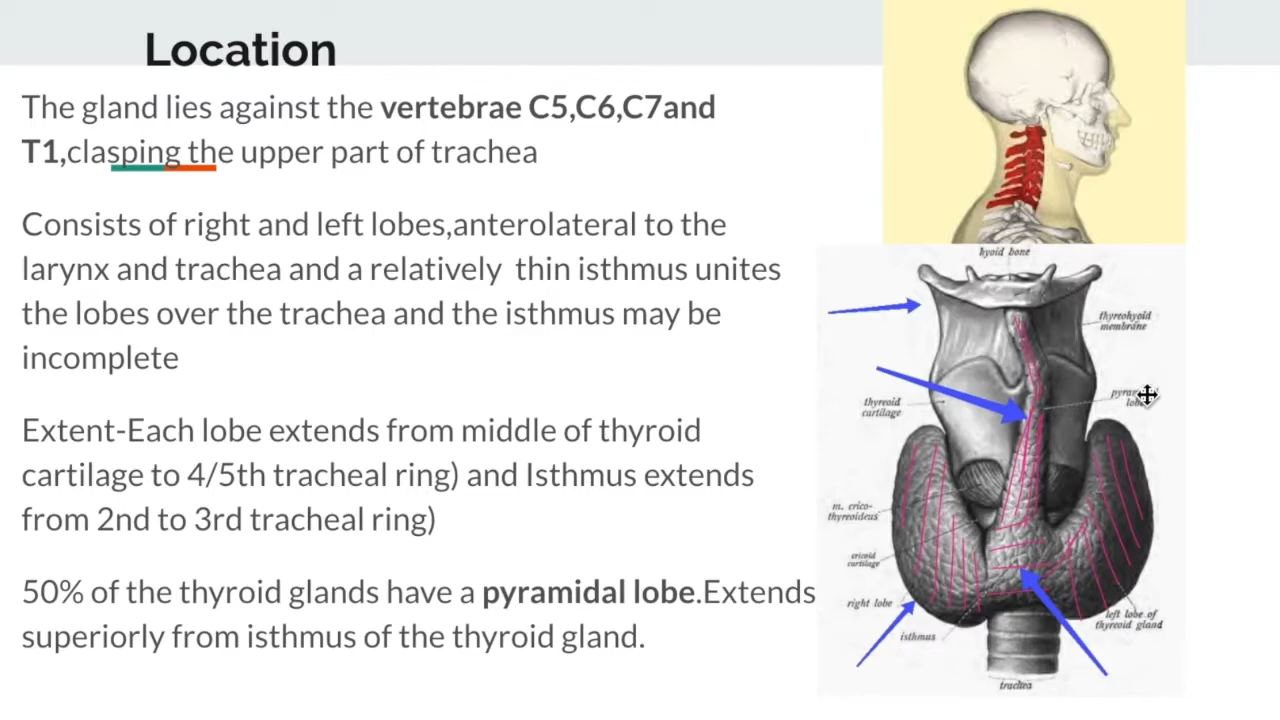 Location
The gland lies against the vertebrae C5,C6,C7and
T1,clasping the upper part of trachea
Consists of right and left lobes,anterolateral to the
larynx and trachea and a relatively thin isthmus unites
the lobes over the trachea and the isthmus may be
incomplete
Extent-Each lobe extends from middle of thyroid
cartilage to 4/5th tracheal ring) and Isthmus extends
from 2nd to 3rd tracheal ring)
50% of the thyroid glands have a pyramidal lobe.Extends
superiorly from isthmus of the thyroid gland.
hyoid bone
thyreohyoid
membrane
thyreoid
cartilage
m. crico-
thyreoideus
cricoid
cartilage
right lobe
isthmus
left lobe of
thyreoid gland
trachea